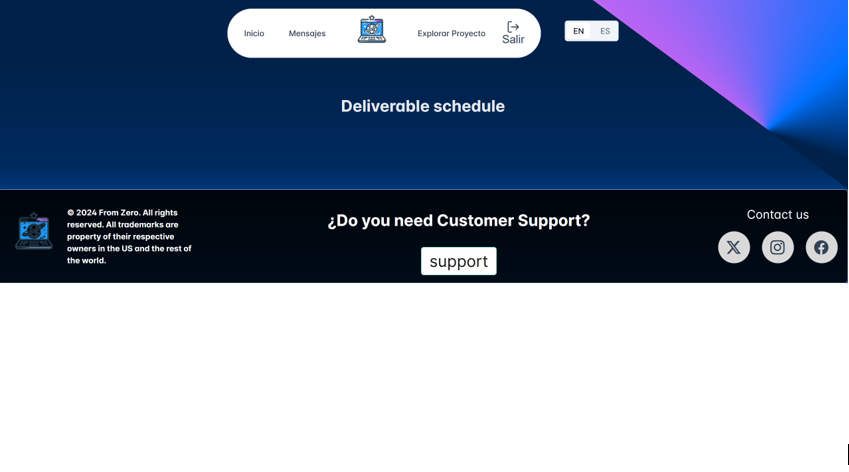 Inicio
Mensajes
Explorar Proyecto
Salir
EN
ES
Deliverable schedule
© 2024 From Zero. All rights
reserved. All trademarks are
property of their respective
owners in the US and the rest of
the world.
¿Do you need Customer Support?
support
Contact us